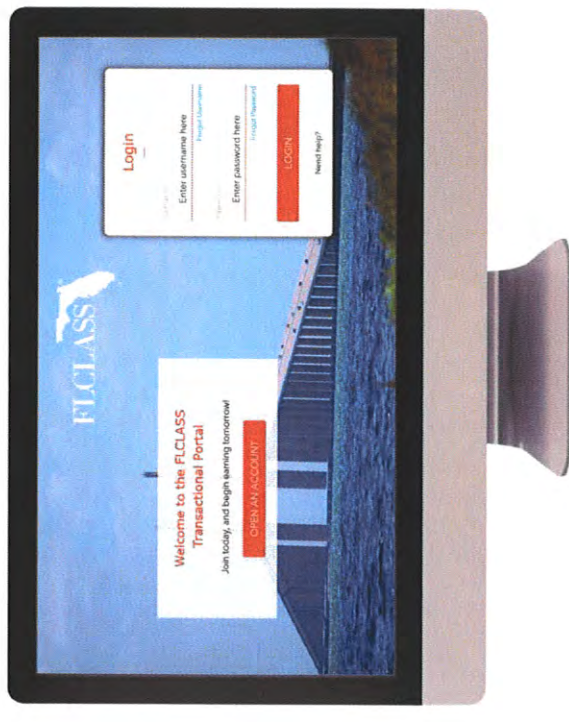 FLCLASS
Welcome to the FLCLASS
Transactional Portal
Join today, and begin earning tomorrow!
OPEN AN ACCOUNT
Login
Enter username here
Forgot Username
Enter password here
Forgot Password
LOGIN
Need help?